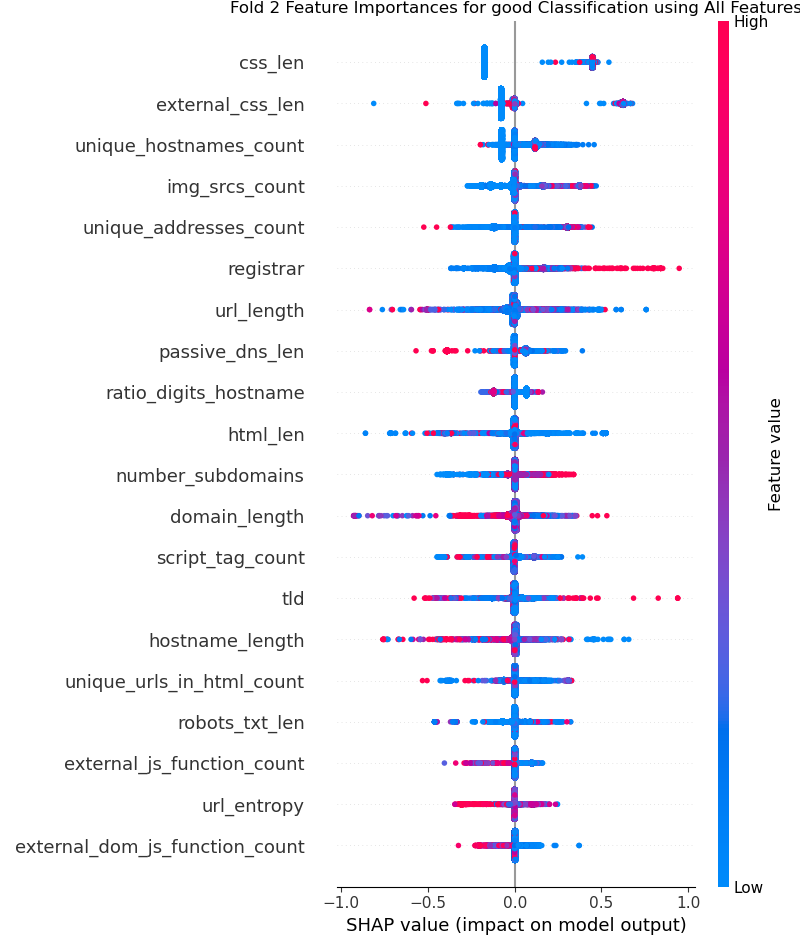 Fold 2 Feature Importances for good Classification using All Features
High
css_len
external_css_len
unique_hostnames_count
img_srcs_count
unique_addresses_count
registrar
url_length
passive_dns_len
ratio_digits_hostname
html_len
number_subdomains
domain_length
script_tag_count
tld
hostname_length
unique_urls_in_html_count
robots_txt_len
external_js_function_count
url_entropy
external_dom_js_function_count
Feature value
Low
−1.0 −0.5 0.0 0.5 1.0
SHAP value (impact on model output)